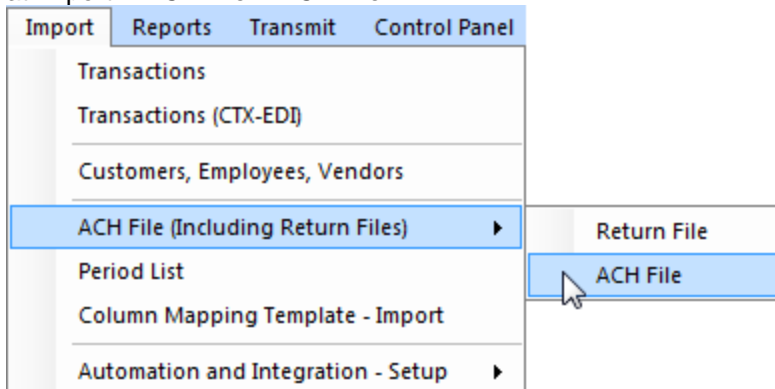 Import Reports Transmit Control Panel
Transactions
Transactions (CTX-EDI)
Customers, Employees, Vendors
ACH File (Including Return Files)
Return File
Period List
ACH File
Column Mapping Template - Import
Automation and Integration - Setup